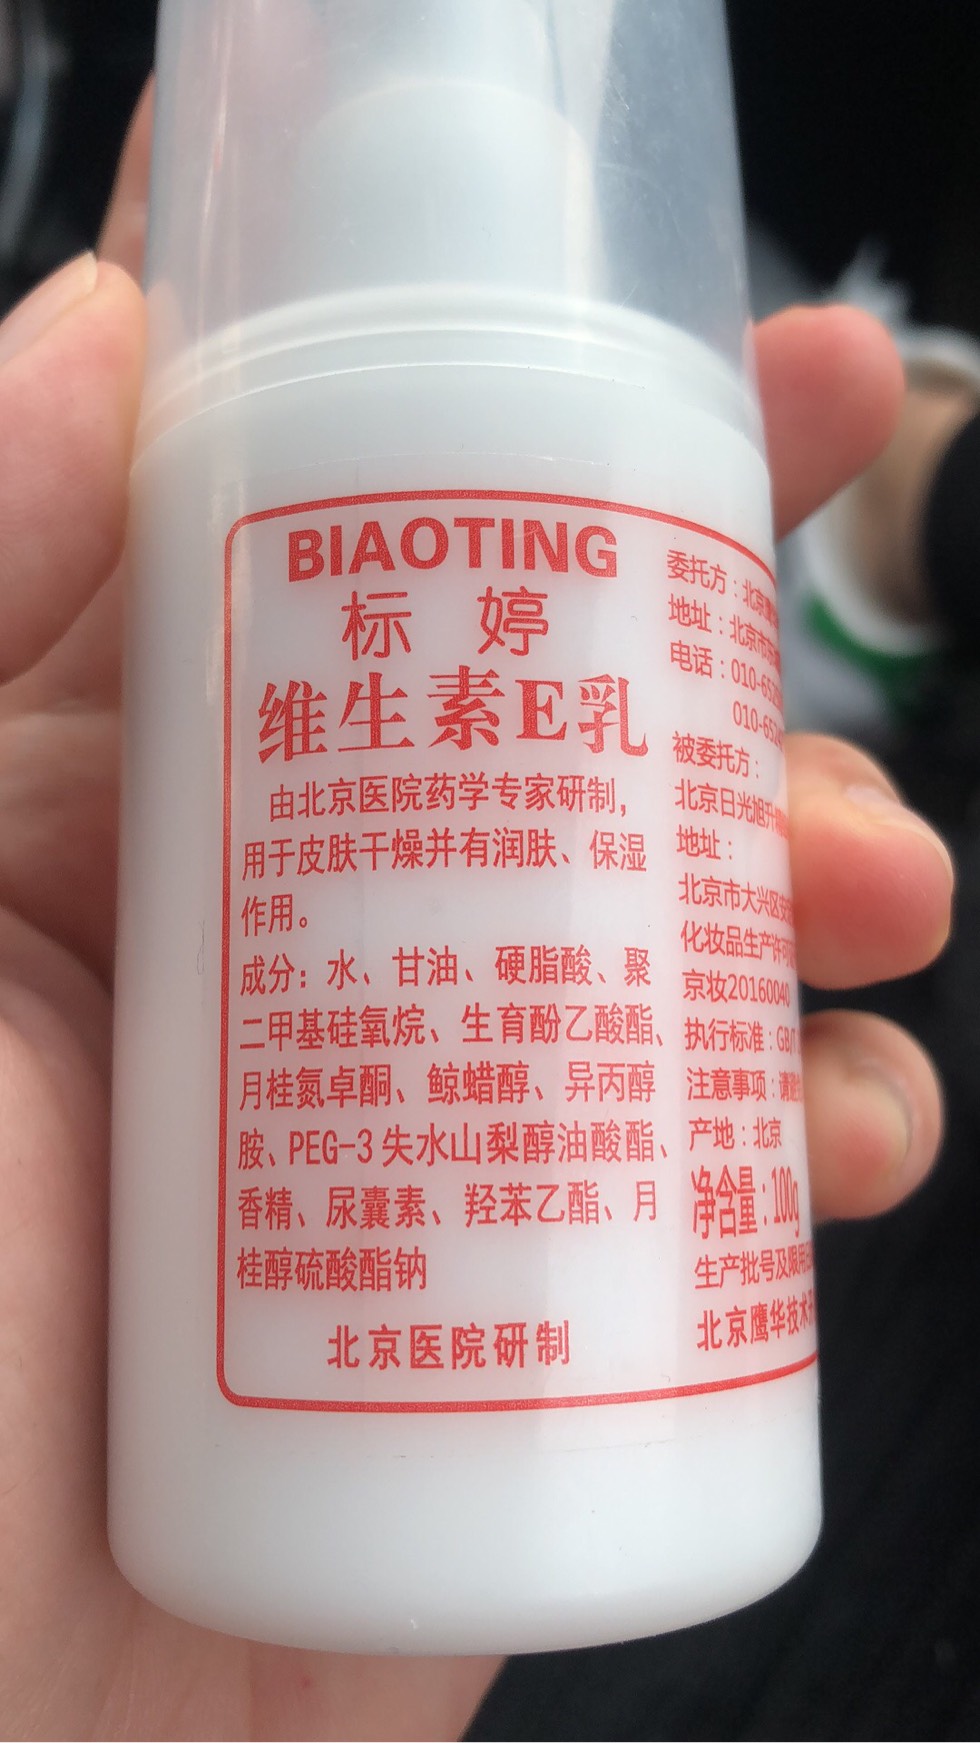 BIAOTING
标 婷
维生素E乳
由北京医院药学专家研制，
用于皮肤干燥并有润肤、保湿
作用。
成分：水、甘油、硬脂酸、聚
二甲基硅氧烷、生育酚乙酸酯、
月桂氮卓酮、鲸蜡醇、异丙醇
胺、PEG-3失水山梨醇油酸酯、
香精、尿囊素、羟苯乙酯、月
桂醇硫酸酯钠
北京医院研制
委托方：北京
地址：北京市东
电话：010-652
010-652
被委托方：
北京日光旭升
地址：
北京市大兴区安
化妆品生产许可
京妆20160040
执行标准：GB/T
注意事项：请避
产地：北京
净含量：100g
生产批号及限用
北京鹰华技术